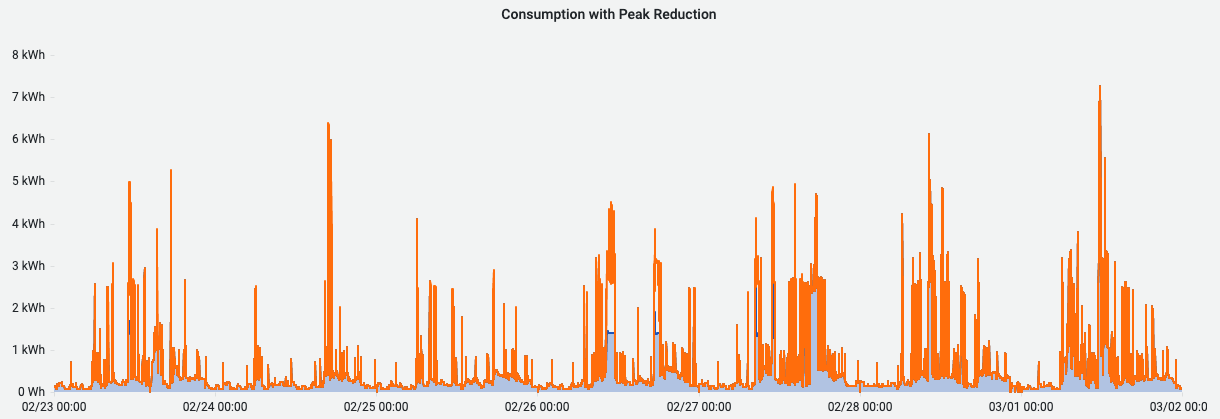 Consumption with Peak Reduction
8 kWh
7 kWh
6 kWh
5 kWh
4 kWh
3 kWh
2 kWh
1 kWh
0 Wh
02/23 00:00 02/24 00:00 02/25 00:00 02/26 00:00 02/27 00:00 02/28 00:00 03/01 00:00 03/02 00:0